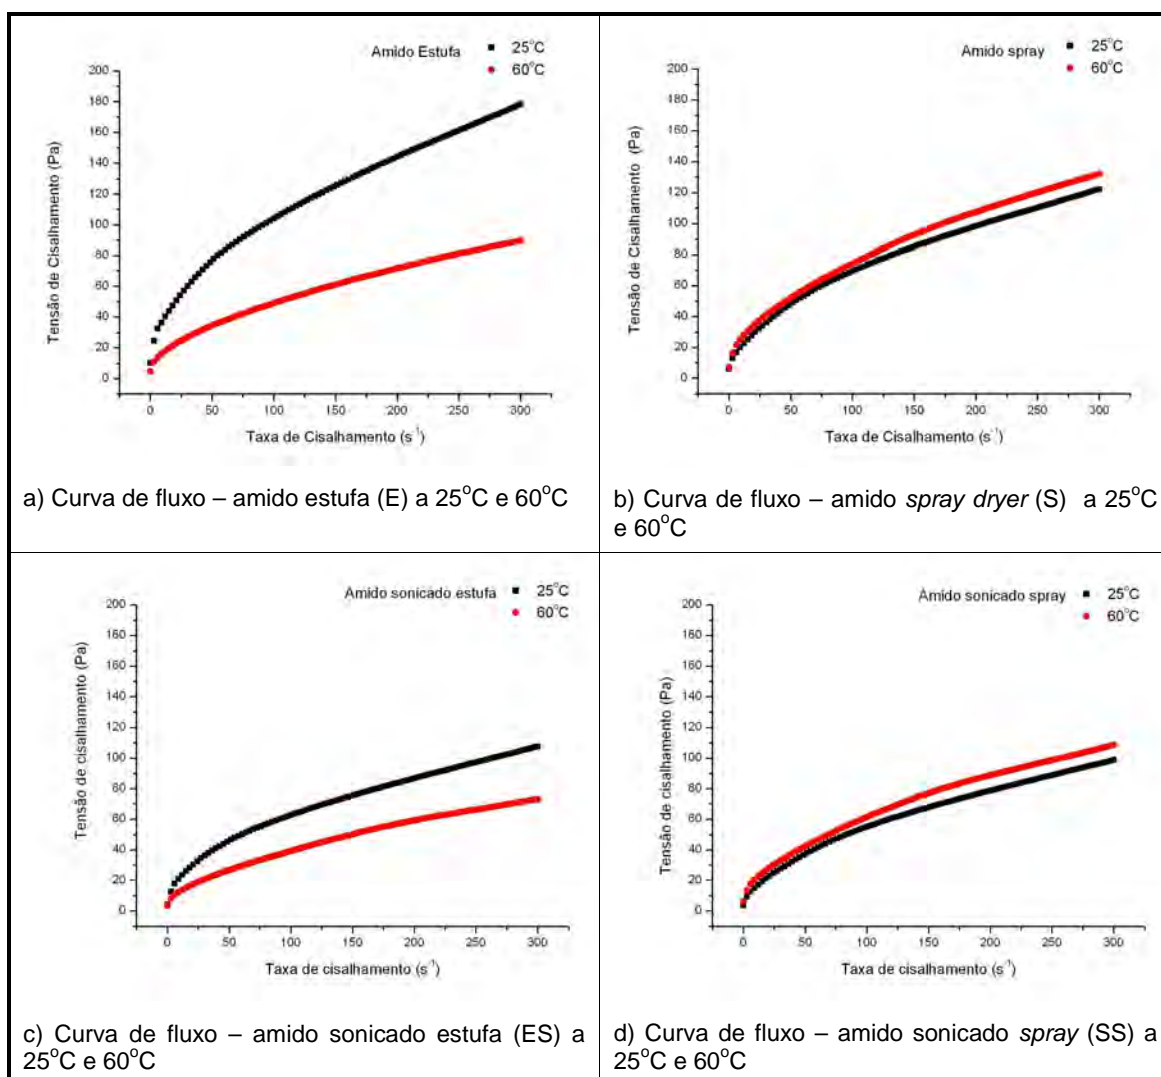 Amido Estufa
25°C
60°C
Tensão de Cisalhamento (Pa)
200
180
160
140
120
100
80
60
40
20
0
0 50 100 150 200 250 300
Taxa de Cisalhamento (s⁻¹)
a) Curva de fluxo – amido estufa (E) a 25°C e 60°C
Amido spray
25°C
60°C
Tensão de Cisalhamento (Pa)
200
180
160
140
120
100
80
60
40
20
0
0 50 100 150 200 250 300
Taxa de Cisalhamento (s⁻¹)
b) Curva de fluxo – amido spray dryer (S) a 25°C
e 60°C
Amido sonicado estufa
25°C
60°C
Tensão de cisalhamento (Pa)
200
180
160
140
120
100
80
60
40
20
0
0 50 100 150 200 250 300
Taxa de cisalhamento (s⁻¹)
c) Curva de fluxo – amido sonicado estufa (ES) a
25°C e 60°C
Amido sonicado spray
25°C
60°C
Tensão de cisalhamento (Pa)
200
180
160
140
120
100
80
60
40
20
0
0 50 100 150 200 250 300
Taxa de cisalhamento (s⁻¹)
d) Curva de fluxo – amido sonicado spray (SS) a
25°C e 60°C